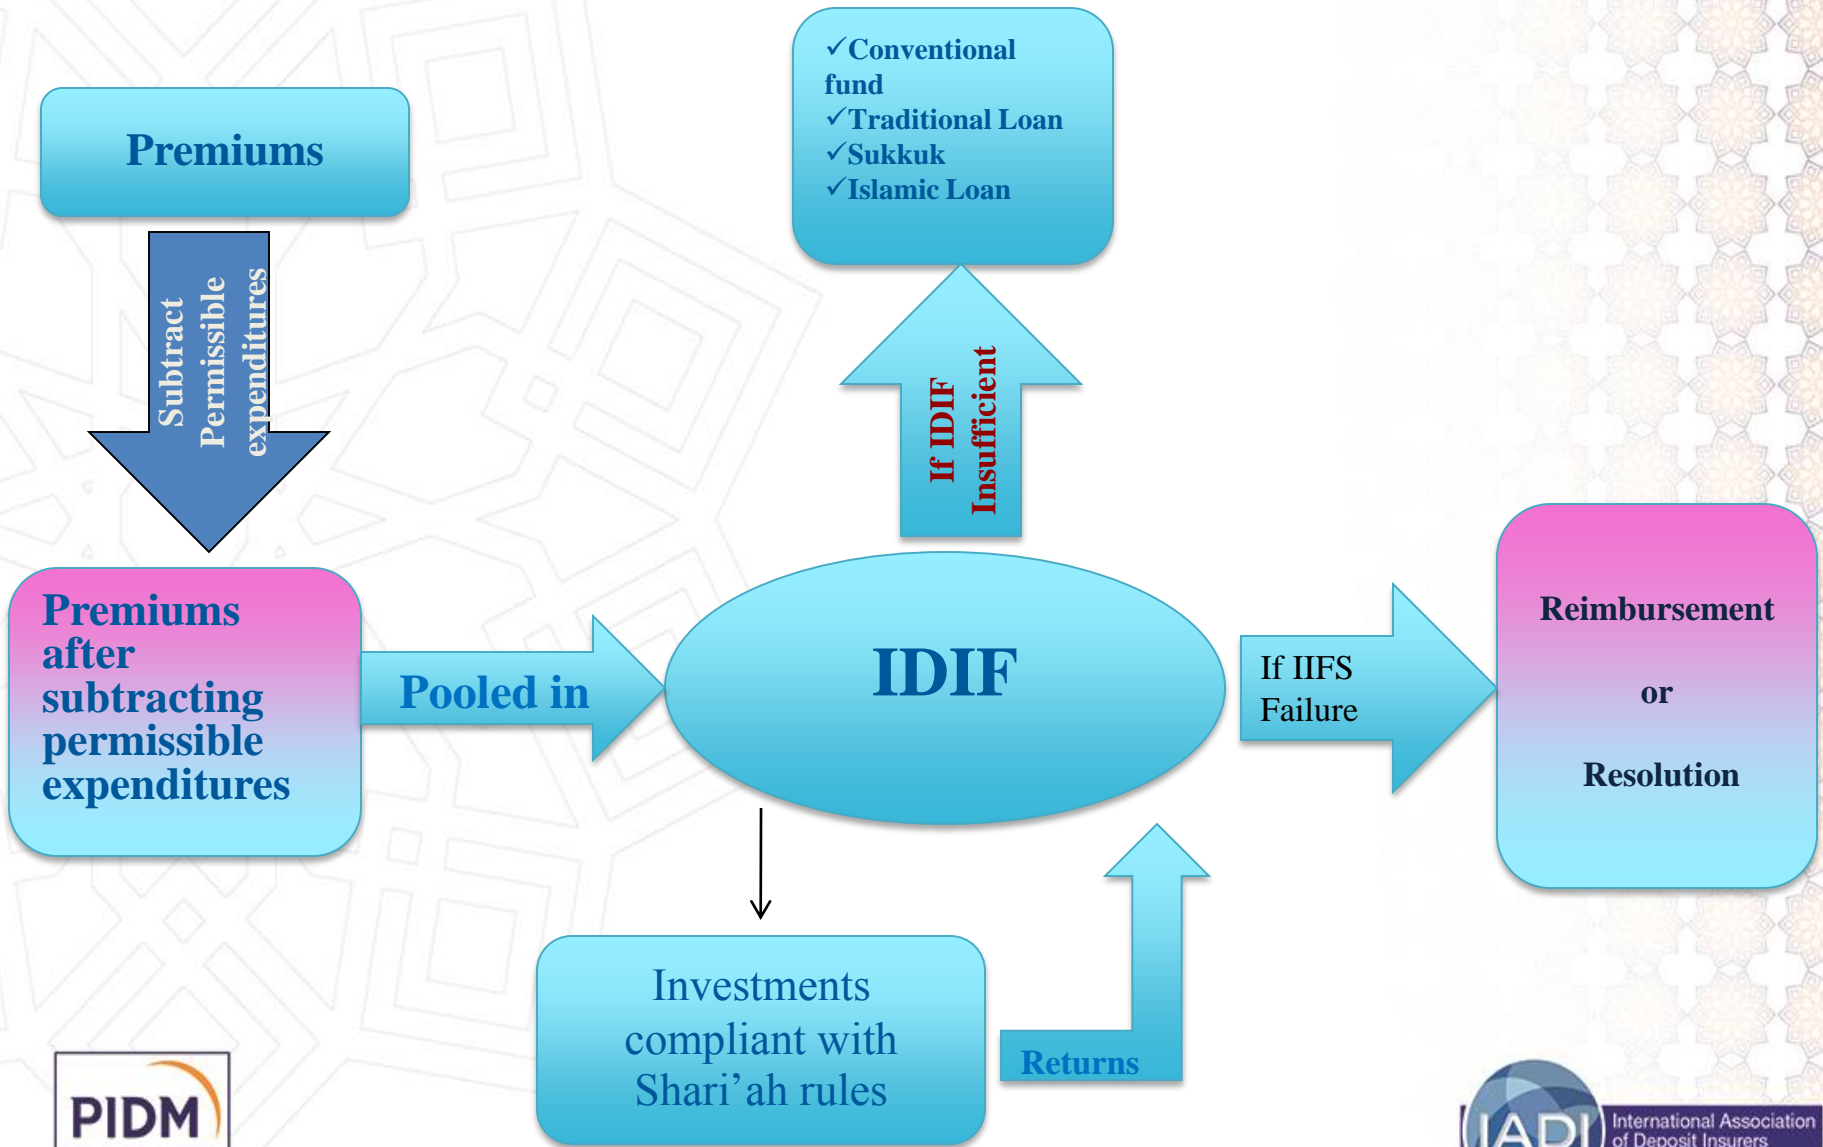 ✓Conventional
fund
✓Traditional Loan
✓Sukkuk
✓Islamic Loan
Premiums
Subtract
Permissible
expenditures
If IDIF
Insufficient
Premiums
after
subtracting
permissible
expenditures
Pooled in
IDIF
If IIFS
Failure
Reimbursement
or
Resolution
Investments
compliant with
Shari’ah rules
Returns
PIDM
IADI
International Association
of Deposit Insurers